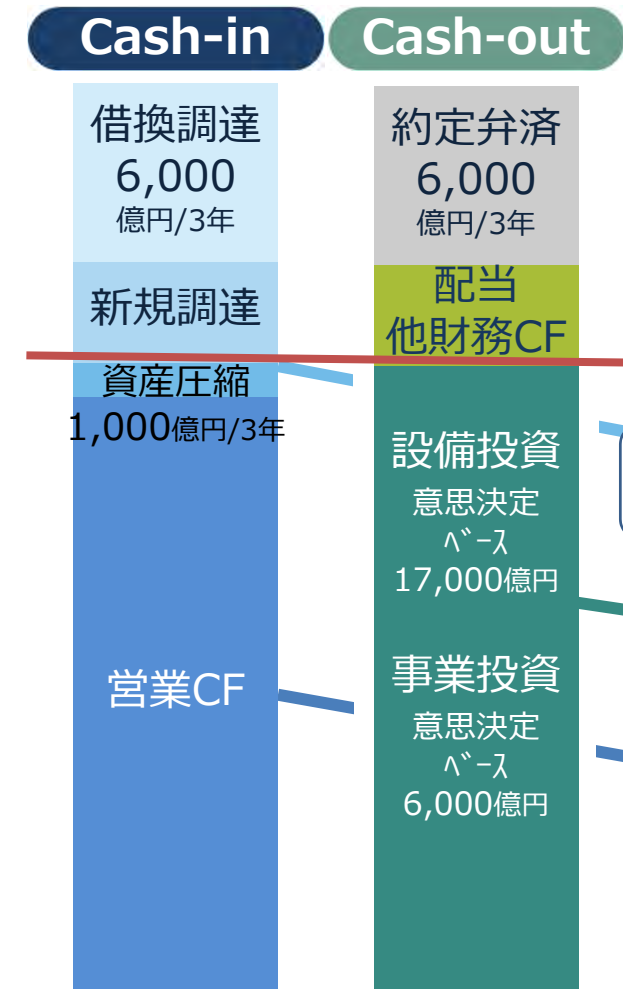 Cash-in
借換調達
6,000
億円/3年
新規調達
資産圧縮
1,000億円/3年
営業CF
Cash-out
約定弁済
6,000
億円/3年
配当
他財務CF
設備投資
意思決定
ﾍﾞｰｽ
17,000億円
事業投資
意思決定
ﾍﾞｰｽ
6,000億円